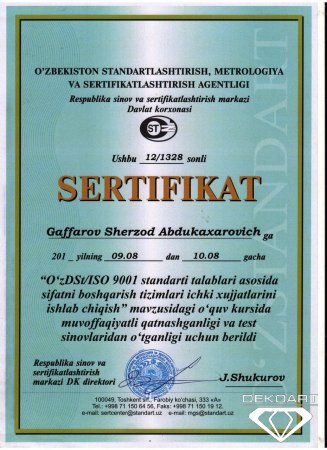 O'ZBEKISTON STANDARTLASHTIRISH, METROLOGIYA
VA SERTIFIKATLASHTIRISH AGENTLIGI
Respublika sinov va sertifikatlashtirish markazi
Davlat korxonasi
ST
Ushbu 12/1328 sonli
SERTIFIKAT
Gaffarov Sherzod Abdukaxarovich ga
201_ yilning 09.08 dan 10.08 gacha
"O'zDSt/ISO 9001 standarti talablari asosida
sifatni boshqarish tizimlari ichki xujjatlarini
ishlab chiqish" mavzusidagi o'quv kursida
muvoffaqiyatli qatnashganligi va test
sinovlaridan o'tganligi uchun berildi
Respublika sinov va
sertifikatlashtirish
markazi DK direktori J.Shukurov
100049, Toshkent sh., Farobiy ko'chasi, 333 «A»
Tel.: +998 71 150 64 56, Faks: +998 71 150 19 12.
e-mail: sertcenter@standart.uz e-mail: mgs@standart.uz
DEKOART
O'ZSTANDART